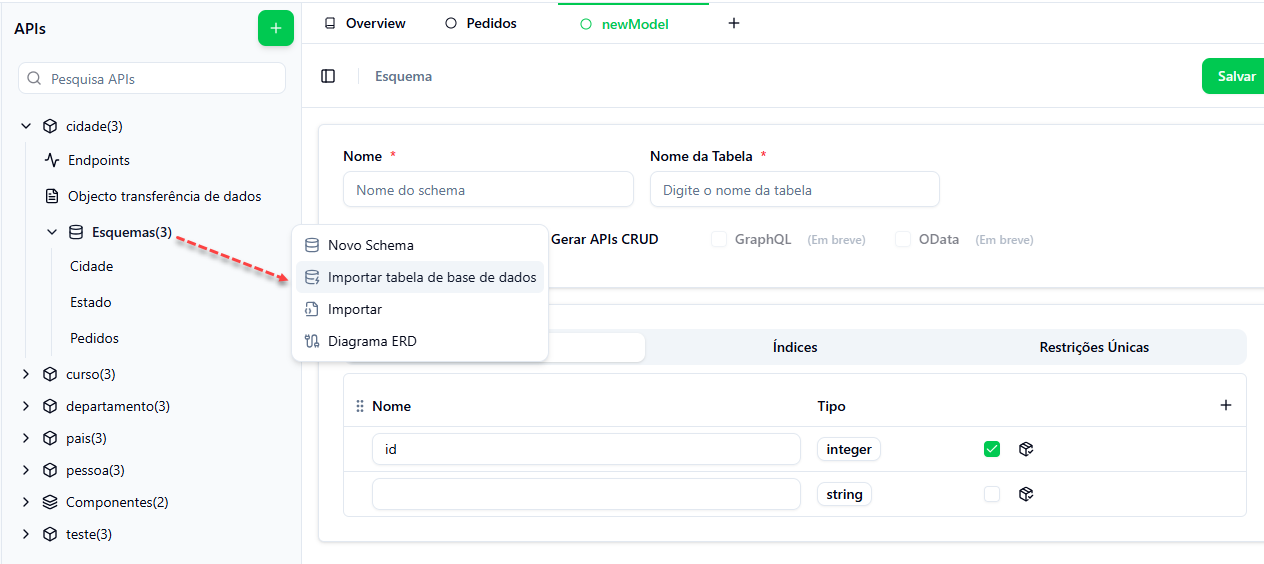 APIs
+
Pesquisa APIs
cidade(3)
Endpoints
Objecto transferência de dados
Esquemas(3)
Cidade
Estado
Pedidos
curso(3)
departamento(3)
pais(3)
pessoa(3)
Componentes(2)
teste(3)
Novo Schema
Importar tabela de base de dados
Importar
Diagrama ERD
Overview Pedidos newModel +
Esquema Salvar
Nome * Nome da Tabela *
Nome do schema Digite o nome da tabela
Gerar APIs CRUD GraphQL (Em breve) OData (Em breve)
Índices Restrições Únicas
Nome Tipo +
id integer
string